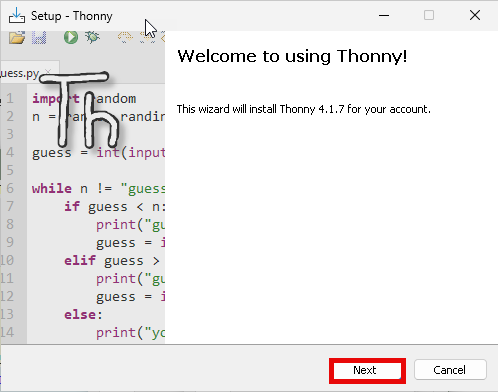 Setup - Thonny
uess.py
Th
Welcome to using Thonny!
This wizard will install Thonny 4.1.7 for your account.
1 import random
2 n = random.randin
3
4 guess = int(input
5
6 while n != "guess
7 if guess < n:
8 print("gu
9 guess = i
10 elif guess >
11 print("gu
12 guess = i
13 else:
14 print("yo
Next
Cancel